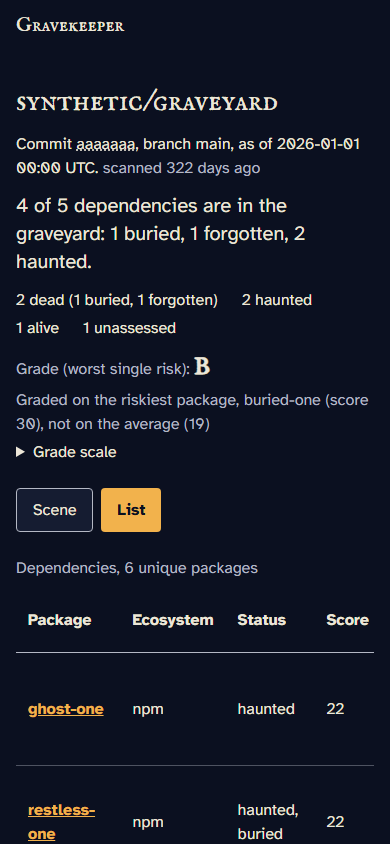 Gravekeeper
synthetic/graveyard
Commit aaaaaaa, branch main, as of 2026-01-01
00:00 UTC. scanned 322 days ago
4 of 5 dependencies are in the
graveyard: 1 buried, 1 forgotten, 2
haunted.
2 dead (1 buried, 1 forgotten) 2 haunted
1 alive 1 unassessed
Grade (worst single risk): B
Graded on the riskiest package, buried-one (score
30), not on the average (19)
Grade scale
Scene List
Dependencies, 6 unique packages
Package Ecosystem Status Score
ghost-one npm haunted 22
restless-one npm haunted, buried 22